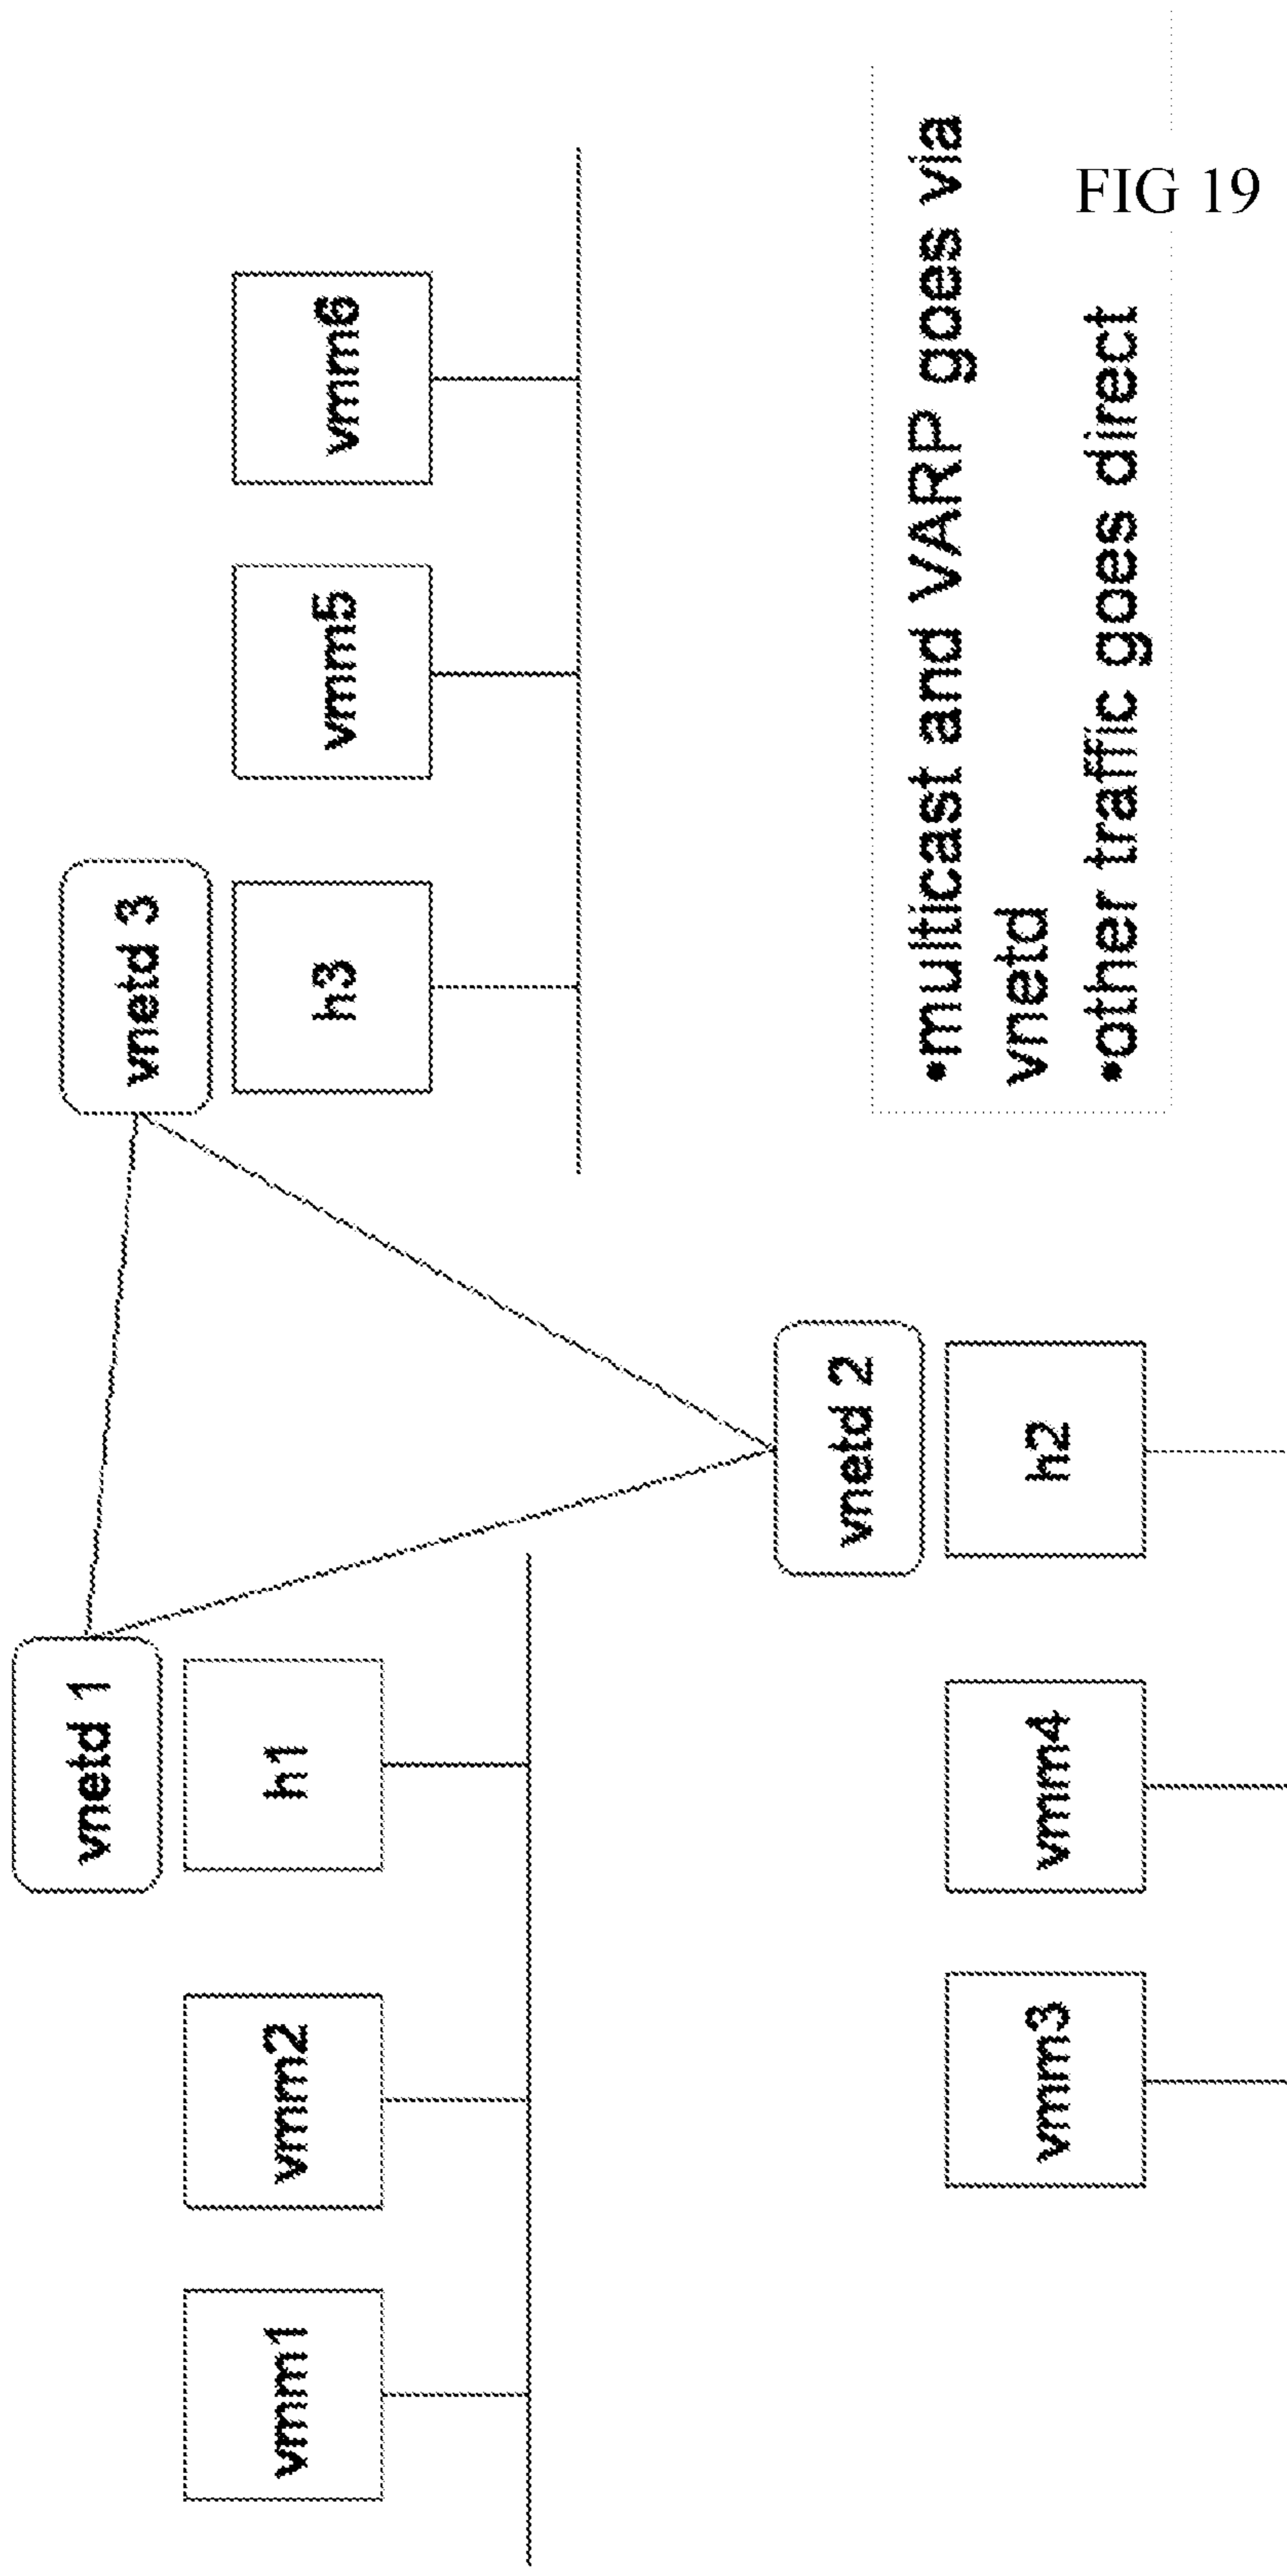 vnetd 1
vnetd 3
vmm1
vmm2
h1
h3
vmm5
vmm6
vnetd 2
vmm3
vmm4
h2
•multicast and VARP goes via
vnetd
•other traffic goes direct
FIG 19